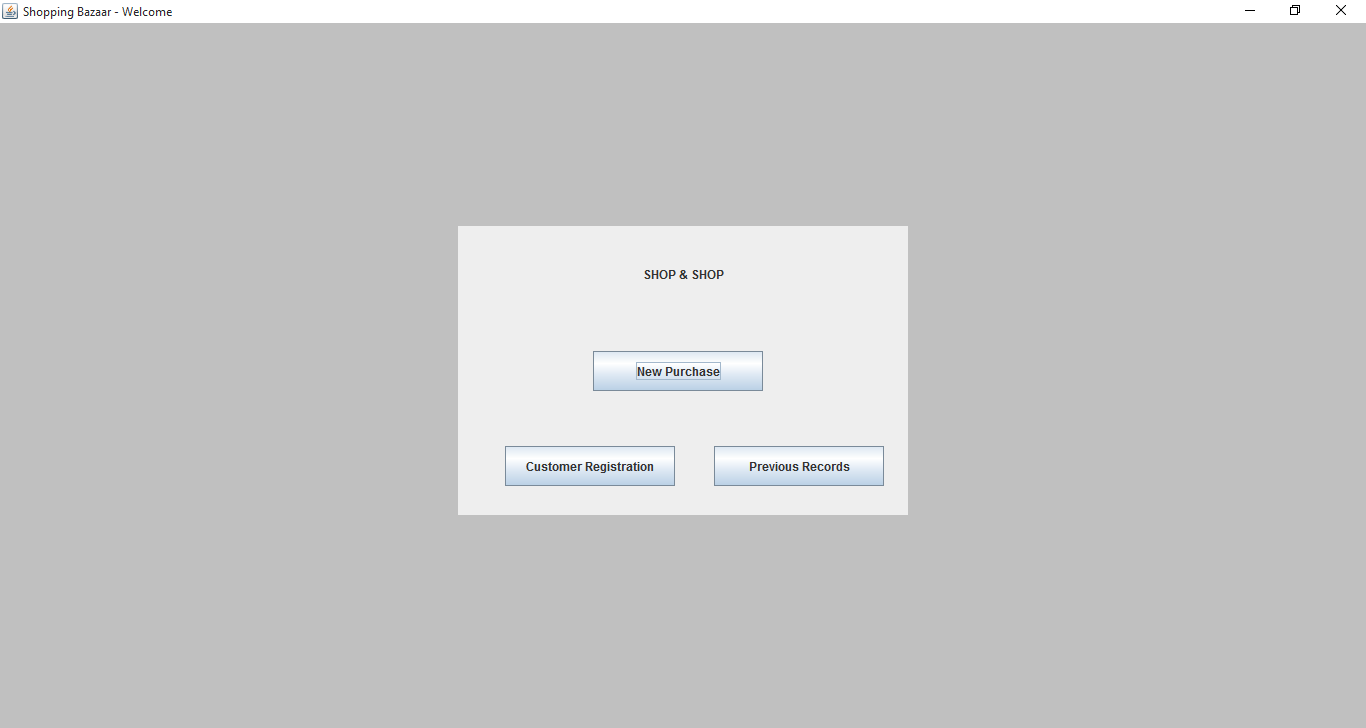 Shopping Bazaar - Welcome
SHOP & SHOP
New Purchase
Customer Registration
Previous Records